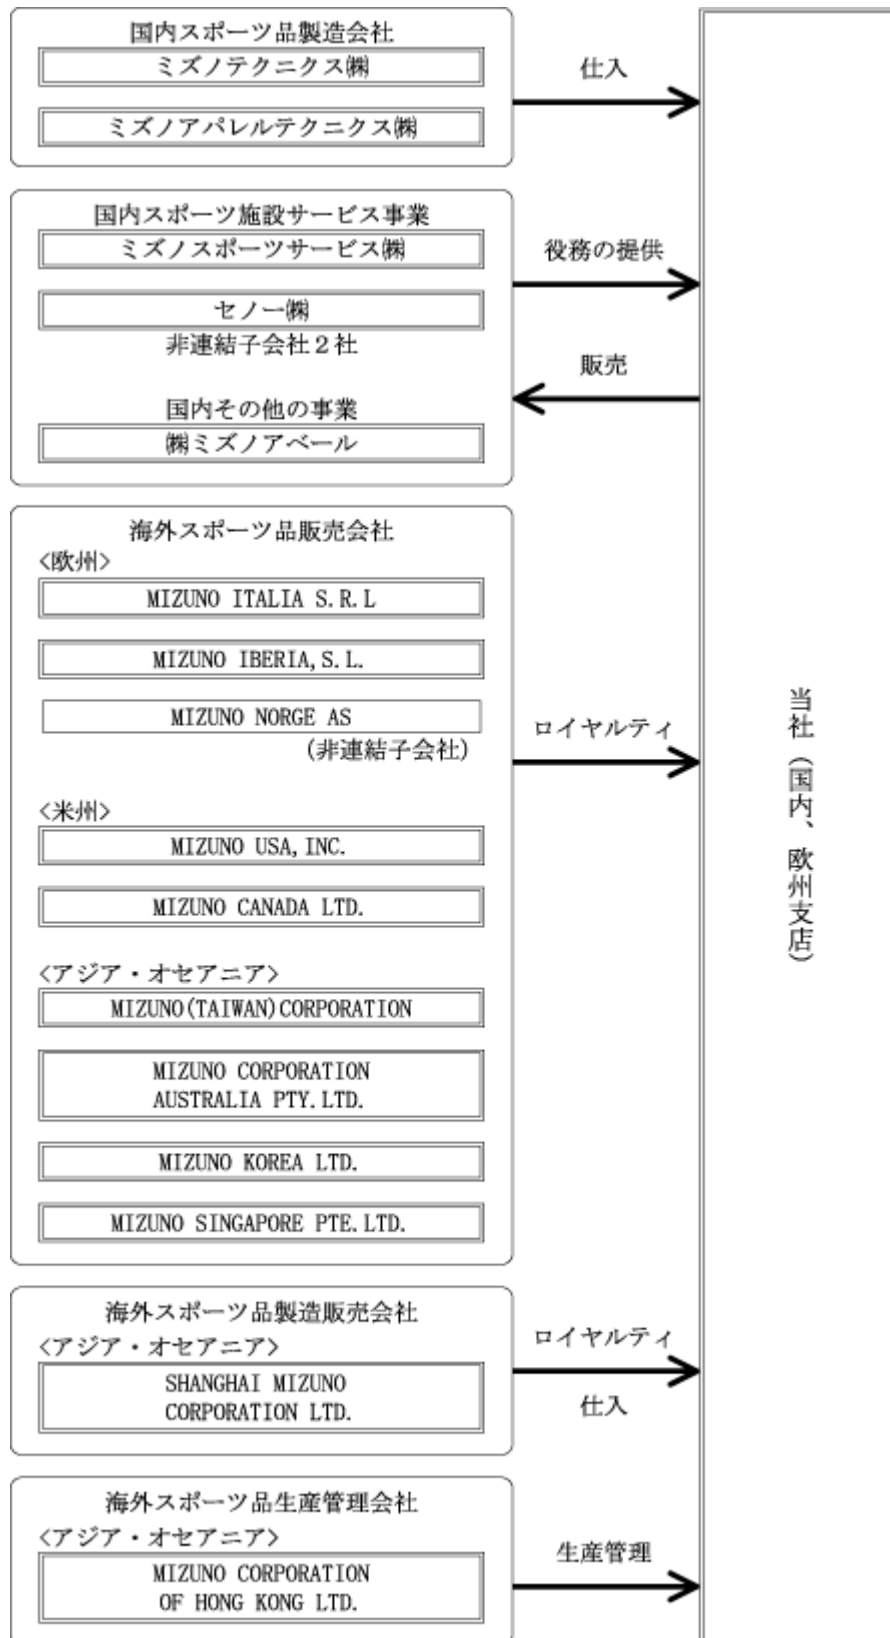 国内スポーツ品製造会社
ミズノテクニクス㈱
仕入
ミズノアパレルテクニクス㈱
国内スポーツ施設サービス事業
ミズノスポーツサービス㈱
役務の提供
セノー㈱
非連結子会社２社
販売
国内その他の事業
㈱ミズノアベール
海外スポーツ品販売会社
<欧州>
MIZUNO ITALIA S.R.L
MIZUNO IBERIA,S.L.
MIZUNO NORGE AS
(非連結子会社)
ロイヤルティ
<米州>
MIZUNO USA,INC.
MIZUNO CANADA LTD.
<アジア・オセアニア>
MIZUNO(TAIWAN)CORPORATION
MIZUNO CORPORATION
AUSTRALIA PTY.LTD.
MIZUNO KOREA LTD.
MIZUNO SINGAPORE PTE.LTD.
当社（国内、欧州支店）
海外スポーツ品製造販売会社
<アジア・オセアニア>
ロイヤルティ
SHANGHAI MIZUNO
CORPORATION LTD.
仕入
海外スポーツ品生産管理会社
<アジア・オセアニア>
生産管理
MIZUNO CORPORATION
OF HONG KONG LTD.